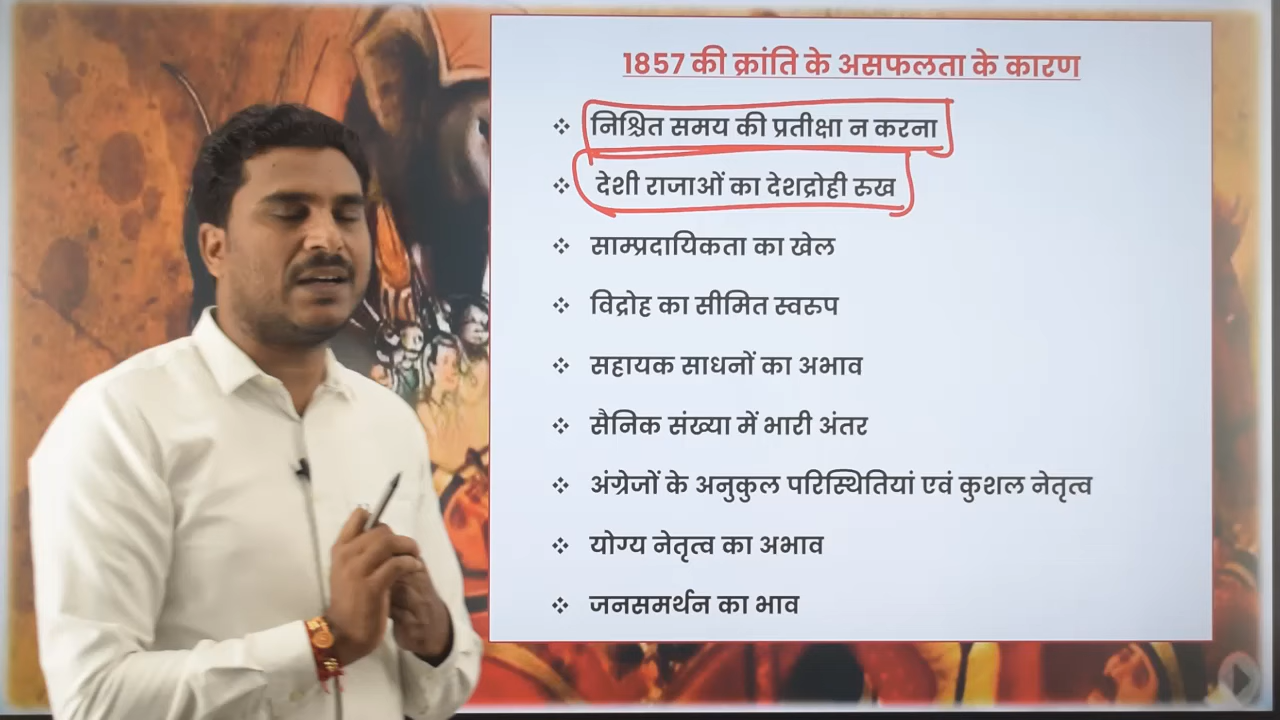 1857 की क्रांति के असफलता के कारण
❖ निश्चित समय की प्रतीक्षा न करना
❖ देशी राजाओं का देशद्रोही रुख
❖ साम्प्रदायिकता का खेल
❖ विद्रोह का सीमित स्वरुप
❖ सहायक साधनों का अभाव
❖ सैनिक संख्या में भारी अंतर
❖ अंग्रेजों के अनुकुल परिस्थितियां एवं कुशल नेतृत्व
❖ योग्य नेतृत्व का अभाव
❖ जनसमर्थन का भाव